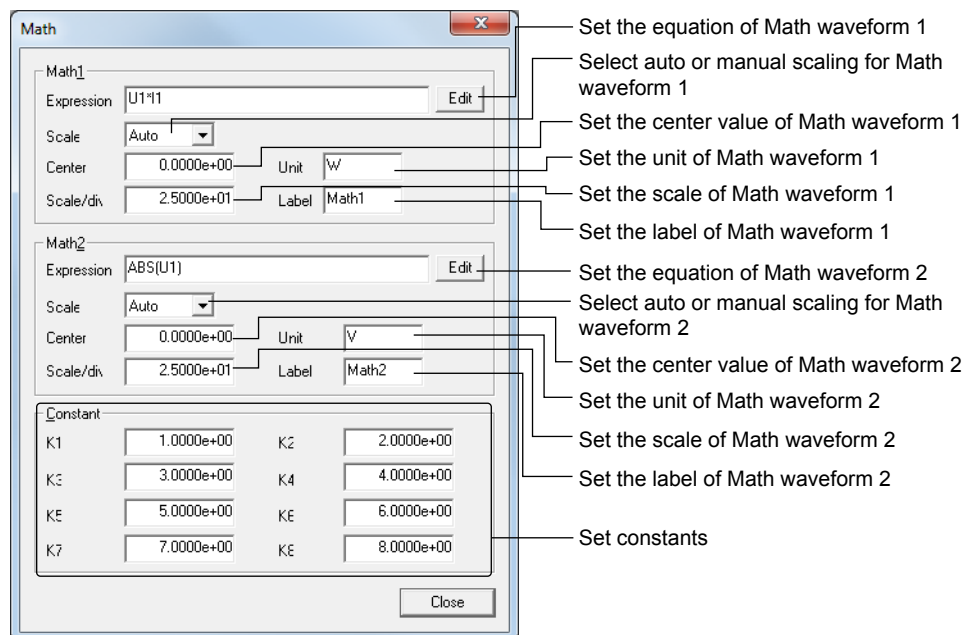 Math
Math1
Expression U1*I1 Edit
Scale Auto
Center 0.0000e+00 Unit W
Scale/div 2.5000e+01 Label Math1
Math2
Expression ABS(U1) Edit
Scale Auto
Center 0.0000e+00 Unit V
Scale/div 2.5000e+01 Label Math2
Constant
K1 1.0000e+00 K2 2.0000e+00
K3 3.0000e+00 K4 4.0000e+00
K5 5.0000e+00 K6 6.0000e+00
K7 7.0000e+00 K8 8.0000e+00
Close
Set the equation of Math waveform 1
Select auto or manual scaling for Math
waveform 1
Set the center value of Math waveform 1
Set the unit of Math waveform 1
Set the scale of Math waveform 1
Set the label of Math waveform 1
Set the equation of Math waveform 2
Select auto or manual scaling for Math
waveform 2
Set the center value of Math waveform 2
Set the unit of Math waveform 2
Set the scale of Math waveform 2
Set the label of Math waveform 2
Set constants